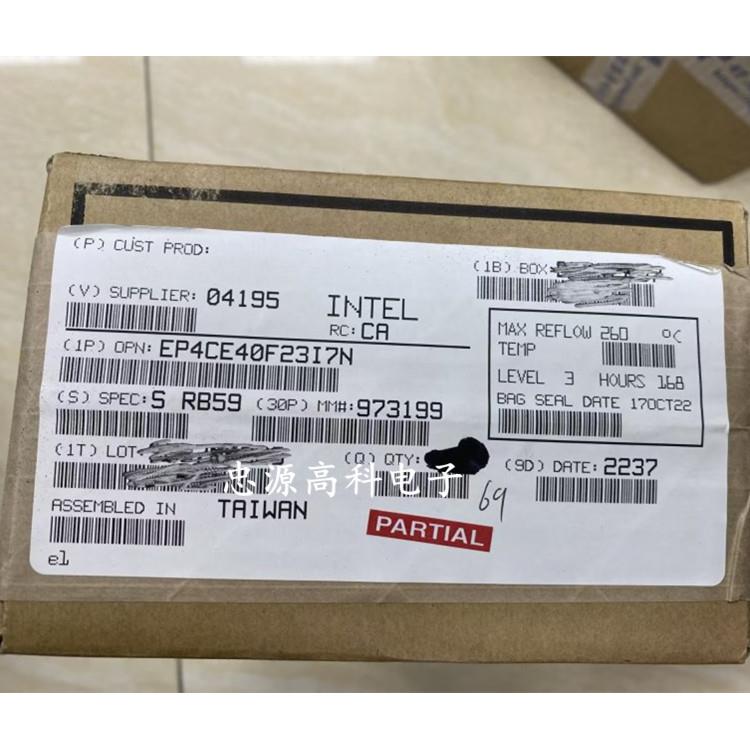 (P) CUST PROD:
(1B) BOX
(V) SUPPLIER: 04195
INTEL
RC: CA
MAX REFLOW 260 °C
TEMP
(1P) OPN: EP4CE40F23I7N
LEVEL 3 HOURS 168
(S) SPEC: S RB59 (30P) MM#: 973199
BAG SEAL DATE 17OCT22
(1T) LOT
(Q) QTY:
(9D) DATE: 2237
忠源高科电子
69
ASSEMBLED IN TAIWAN
PARTIAL
e1